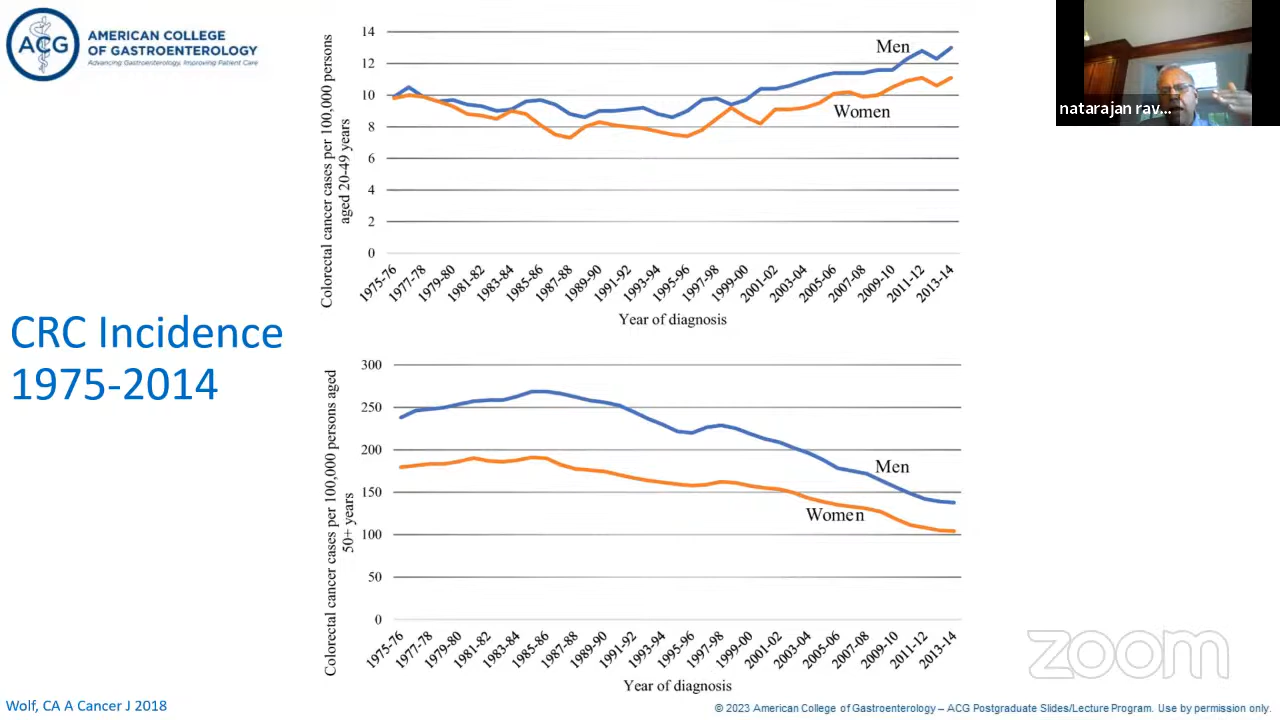 AMERICAN COLLEGE
OF GASTROENTEROLOGY
Advancing Gastroenterology, Improving Patient Care
ACG
natarajan rav...
CRC Incidence
1975-2014
Colorectal cancer cases per 100,000 persons
aged 20-49 years
14
12
10
8
6
4
2
0
Men
Women
1975-76
1977-78
1979-80
1981-82
1983-84
1985-86
1987-88
1989-90
1991-92
1993-94
1995-96
1997-98
1999-00
2001-02
2003-04
2005-06
2007-08
2009-10
2011-12
2013-14
Year of diagnosis
Colorectal cancer cases per 100,000 persons aged
50+ years
300
250
200
150
100
50
0
Men
Women
1975-76
1977-78
1979-80
1981-82
1983-84
1985-86
1987-88
1989-90
1991-92
1993-94
1995-96
1997-98
1999-00
2001-02
2003-04
2005-06
2007-08
2009-10
2011-12
2013-14
Year of diagnosis
zoom
Wolf, CA A Cancer J 2018
© 2023 American College of Gastroenterology – ACG Postgraduate Slides/Lecture Program. Use by permission only.